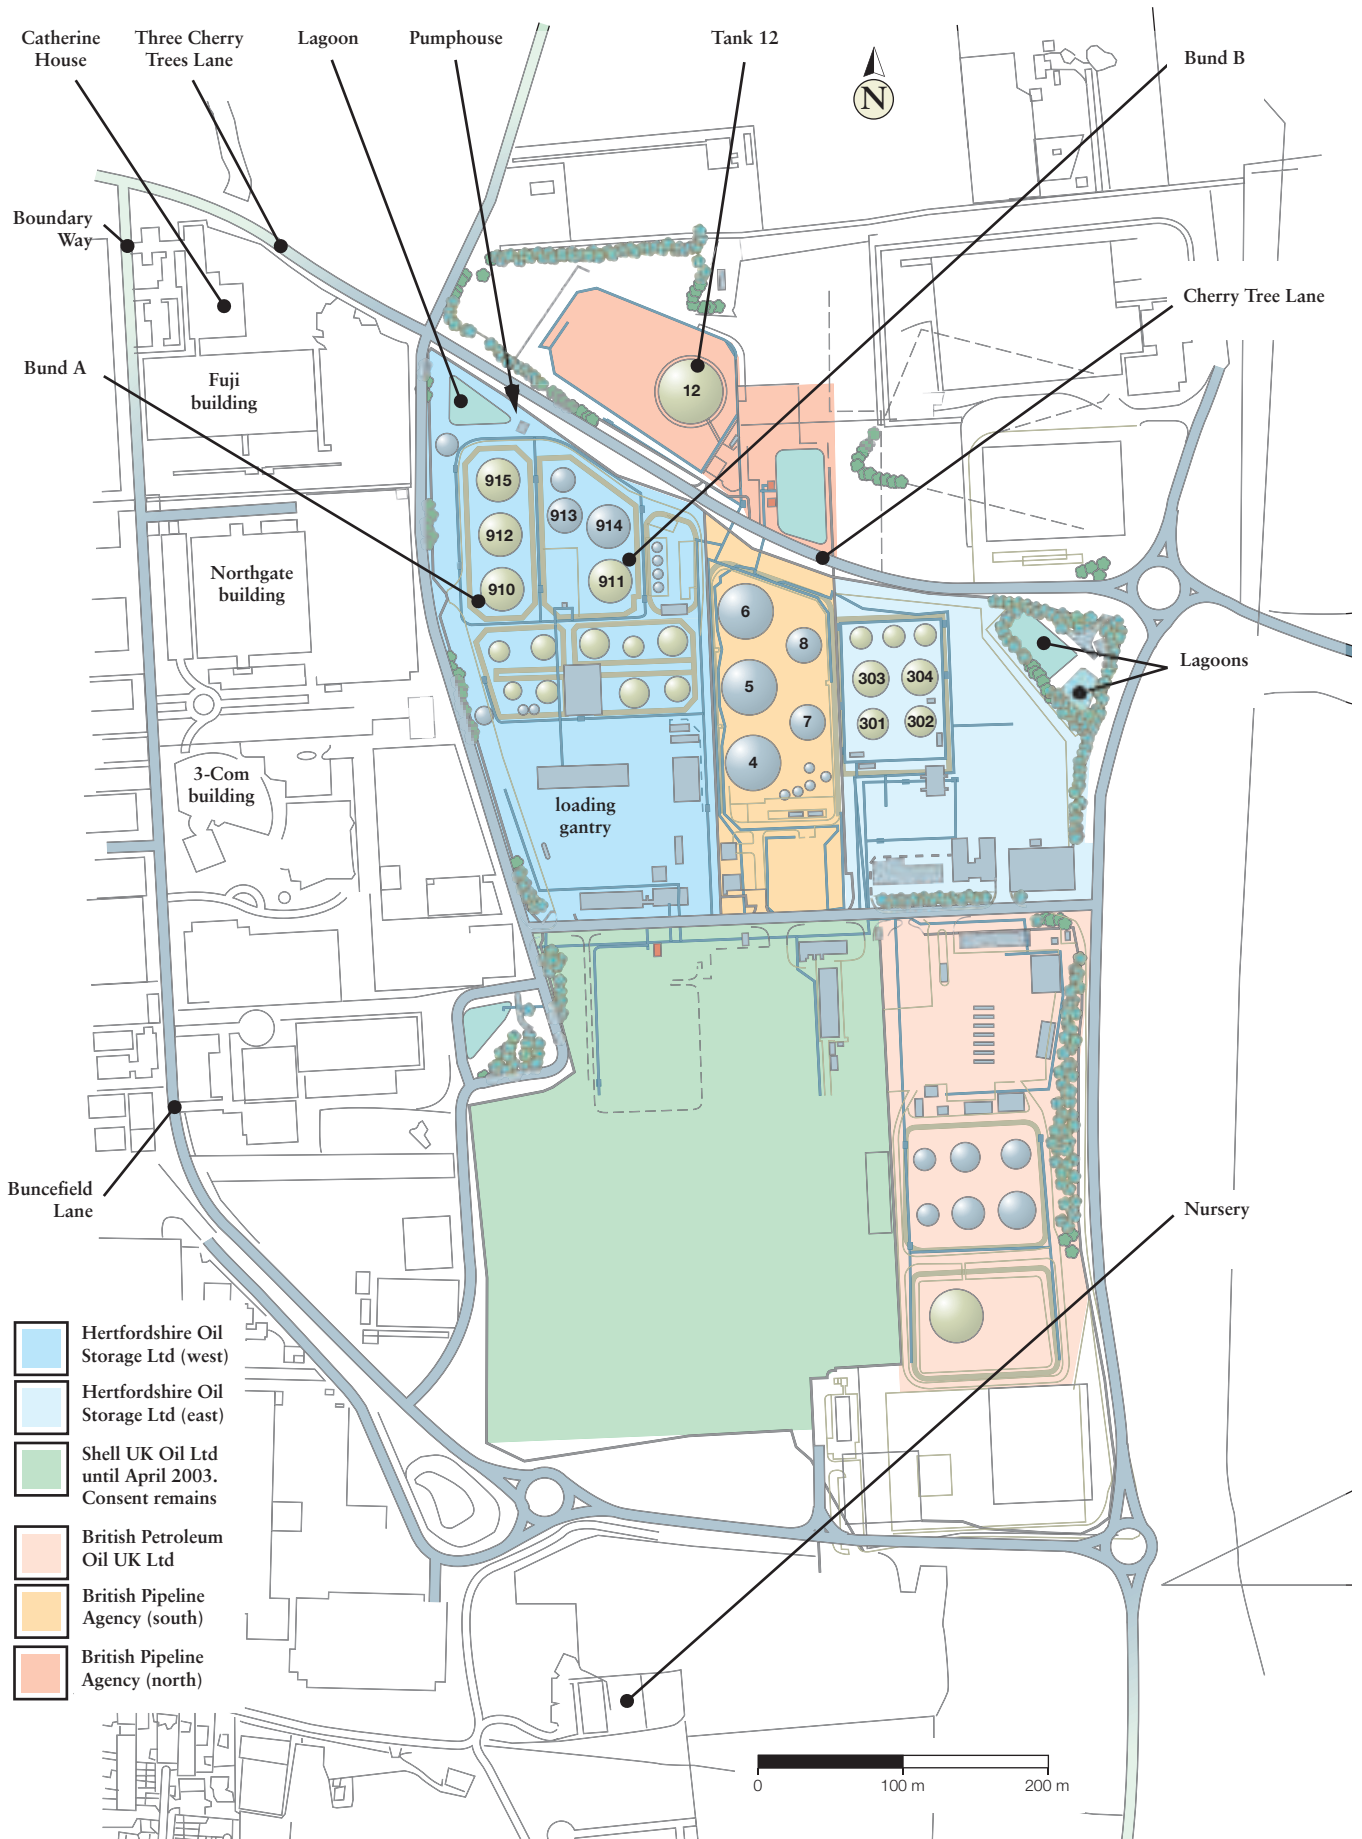 Catherine
House
Three Cherry
Trees Lane
Lagoon
Pumphouse
Tank 12
N
Bund B
Boundary
Way
Cherry Tree Lane
Bund A
Fuji
building
12
915
913
914
912
910
911
Northgate
building
6
8
5
7
4
303
304
301
302
Lagoons
3-Com
building
loading
gantry
Buncefield
Lane
Nursery
Hertfordshire Oil
Storage Ltd (west)
Hertfordshire Oil
Storage Ltd (east)
Shell UK Oil Ltd
until April 2003.
Consent remains
British Petroleum
Oil UK Ltd
British Pipeline
Agency (south)
British Pipeline
Agency (north)
0
100 m
200 m